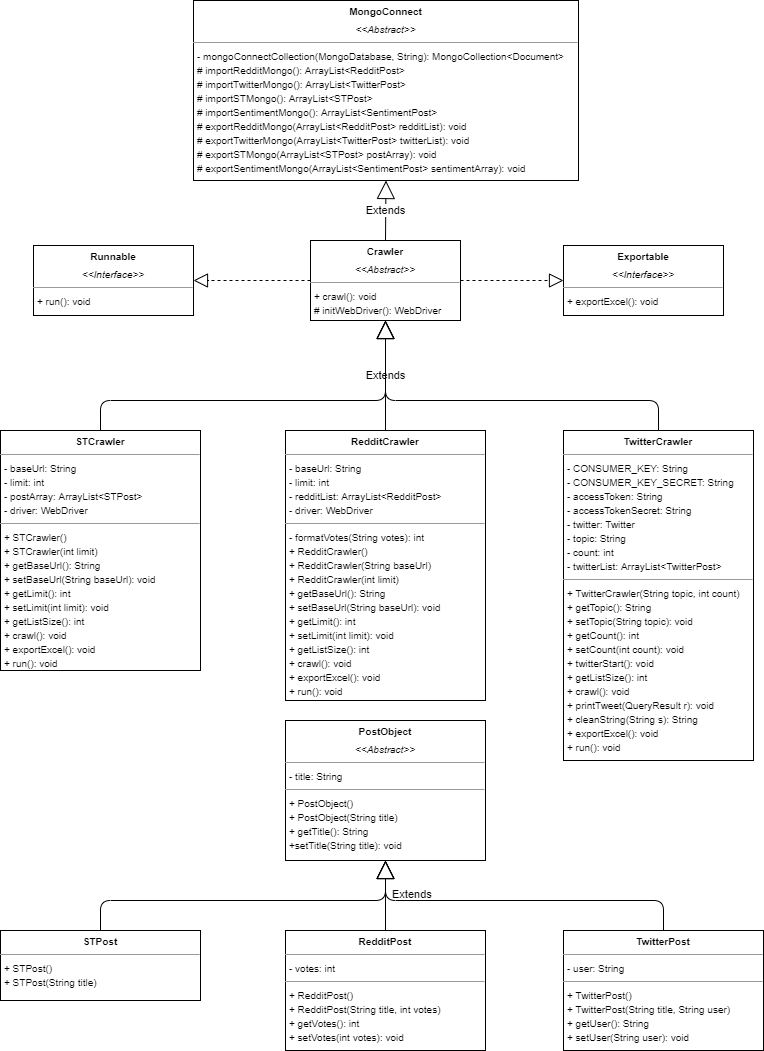 MongoConnect
<<Abstract>>
- mongoConnectCollection(MongoDatabase, String): MongoCollection<Document>
# importRedditMongo(): ArrayList<RedditPost>
# importTwitterMongo(): ArrayList<TwitterPost>
# importSTMongo(): ArrayList<STPost>
# importSentimentMongo(): ArrayList<SentimentPost>
# exportRedditMongo(ArrayList<RedditPost> redditList): void
# exportTwitterMongo(ArrayList<TwitterPost> twitterList): void
# exportSTMongo(ArrayList<STPost> postArray): void
# exportSentimentMongo(ArrayList<SentimentPost> sentimentArray): void
Extends
Runnable
<<Interface>>
+ run(): void
Crawler
<<Abstract>>
+ crawl(): void
# initWebDriver(): WebDriver
Exportable
<<Interface>>
+ exportExcel(): void
Extends
STCrawler
- baseUrl: String
- limit: int
- postArray: ArrayList<STPost>
- driver: WebDriver
+ STCrawler()
+ STCrawler(int limit)
+ getBaseUrl(): String
+ setBaseUrl(String baseUrl): void
+ getLimit(): int
+ setLimit(int limit): void
+ getListSize(): int
+ crawl(): void
+ exportExcel(): void
+ run(): void
RedditCrawler
- baseUrl: String
- limit: int
- redditList: ArrayList<RedditPost>
- driver: WebDriver
- formatVotes(String votes): int
+ RedditCrawler()
+ RedditCrawler(String baseUrl)
+ RedditCrawler(int limit)
+ getBaseUrl(): String
+ setBaseUrl(String baseUrl): void
+ getLimit(): int
+ setLimit(int limit): void
+ getListSize(): int
+ crawl(): void
+ exportExcel(): void
+ run(): void
TwitterCrawler
- CONSUMER_KEY: String
- CONSUMER_KEY_SECRET: String
- accessToken: String
- accessTokenSecret: String
- twitter: Twitter
- topic: String
- count: int
- twitterList: ArrayList<TwitterPost>
+ TwitterCrawler(String topic, int count)
+ getTopic(): String
+ setTopic(String topic): void
+ getCount(): int
+ setCount(int count): void
+ twitterStart(): void
+ getListSize(): int
+ crawl(): void
+ printTweet(QueryResult r): void
+ cleanString(String s): String
+ exportExcel(): void
+ run(): void
PostObject
<<Abstract>>
- title: String
+ PostObject()
+ PostObject(String title)
+ getTitle(): String
+setTitle(String title): void
Extends
STPost
+ STPost()
+ STPost(String title)
RedditPost
- votes: int
+ RedditPost()
+ RedditPost(String title, int votes)
+ getVotes(): int
+ setVotes(int votes): void
TwitterPost
- user: String
+ TwitterPost()
+ TwitterPost(String title, String user)
+ getUser(): String
+ setUser(String user): void